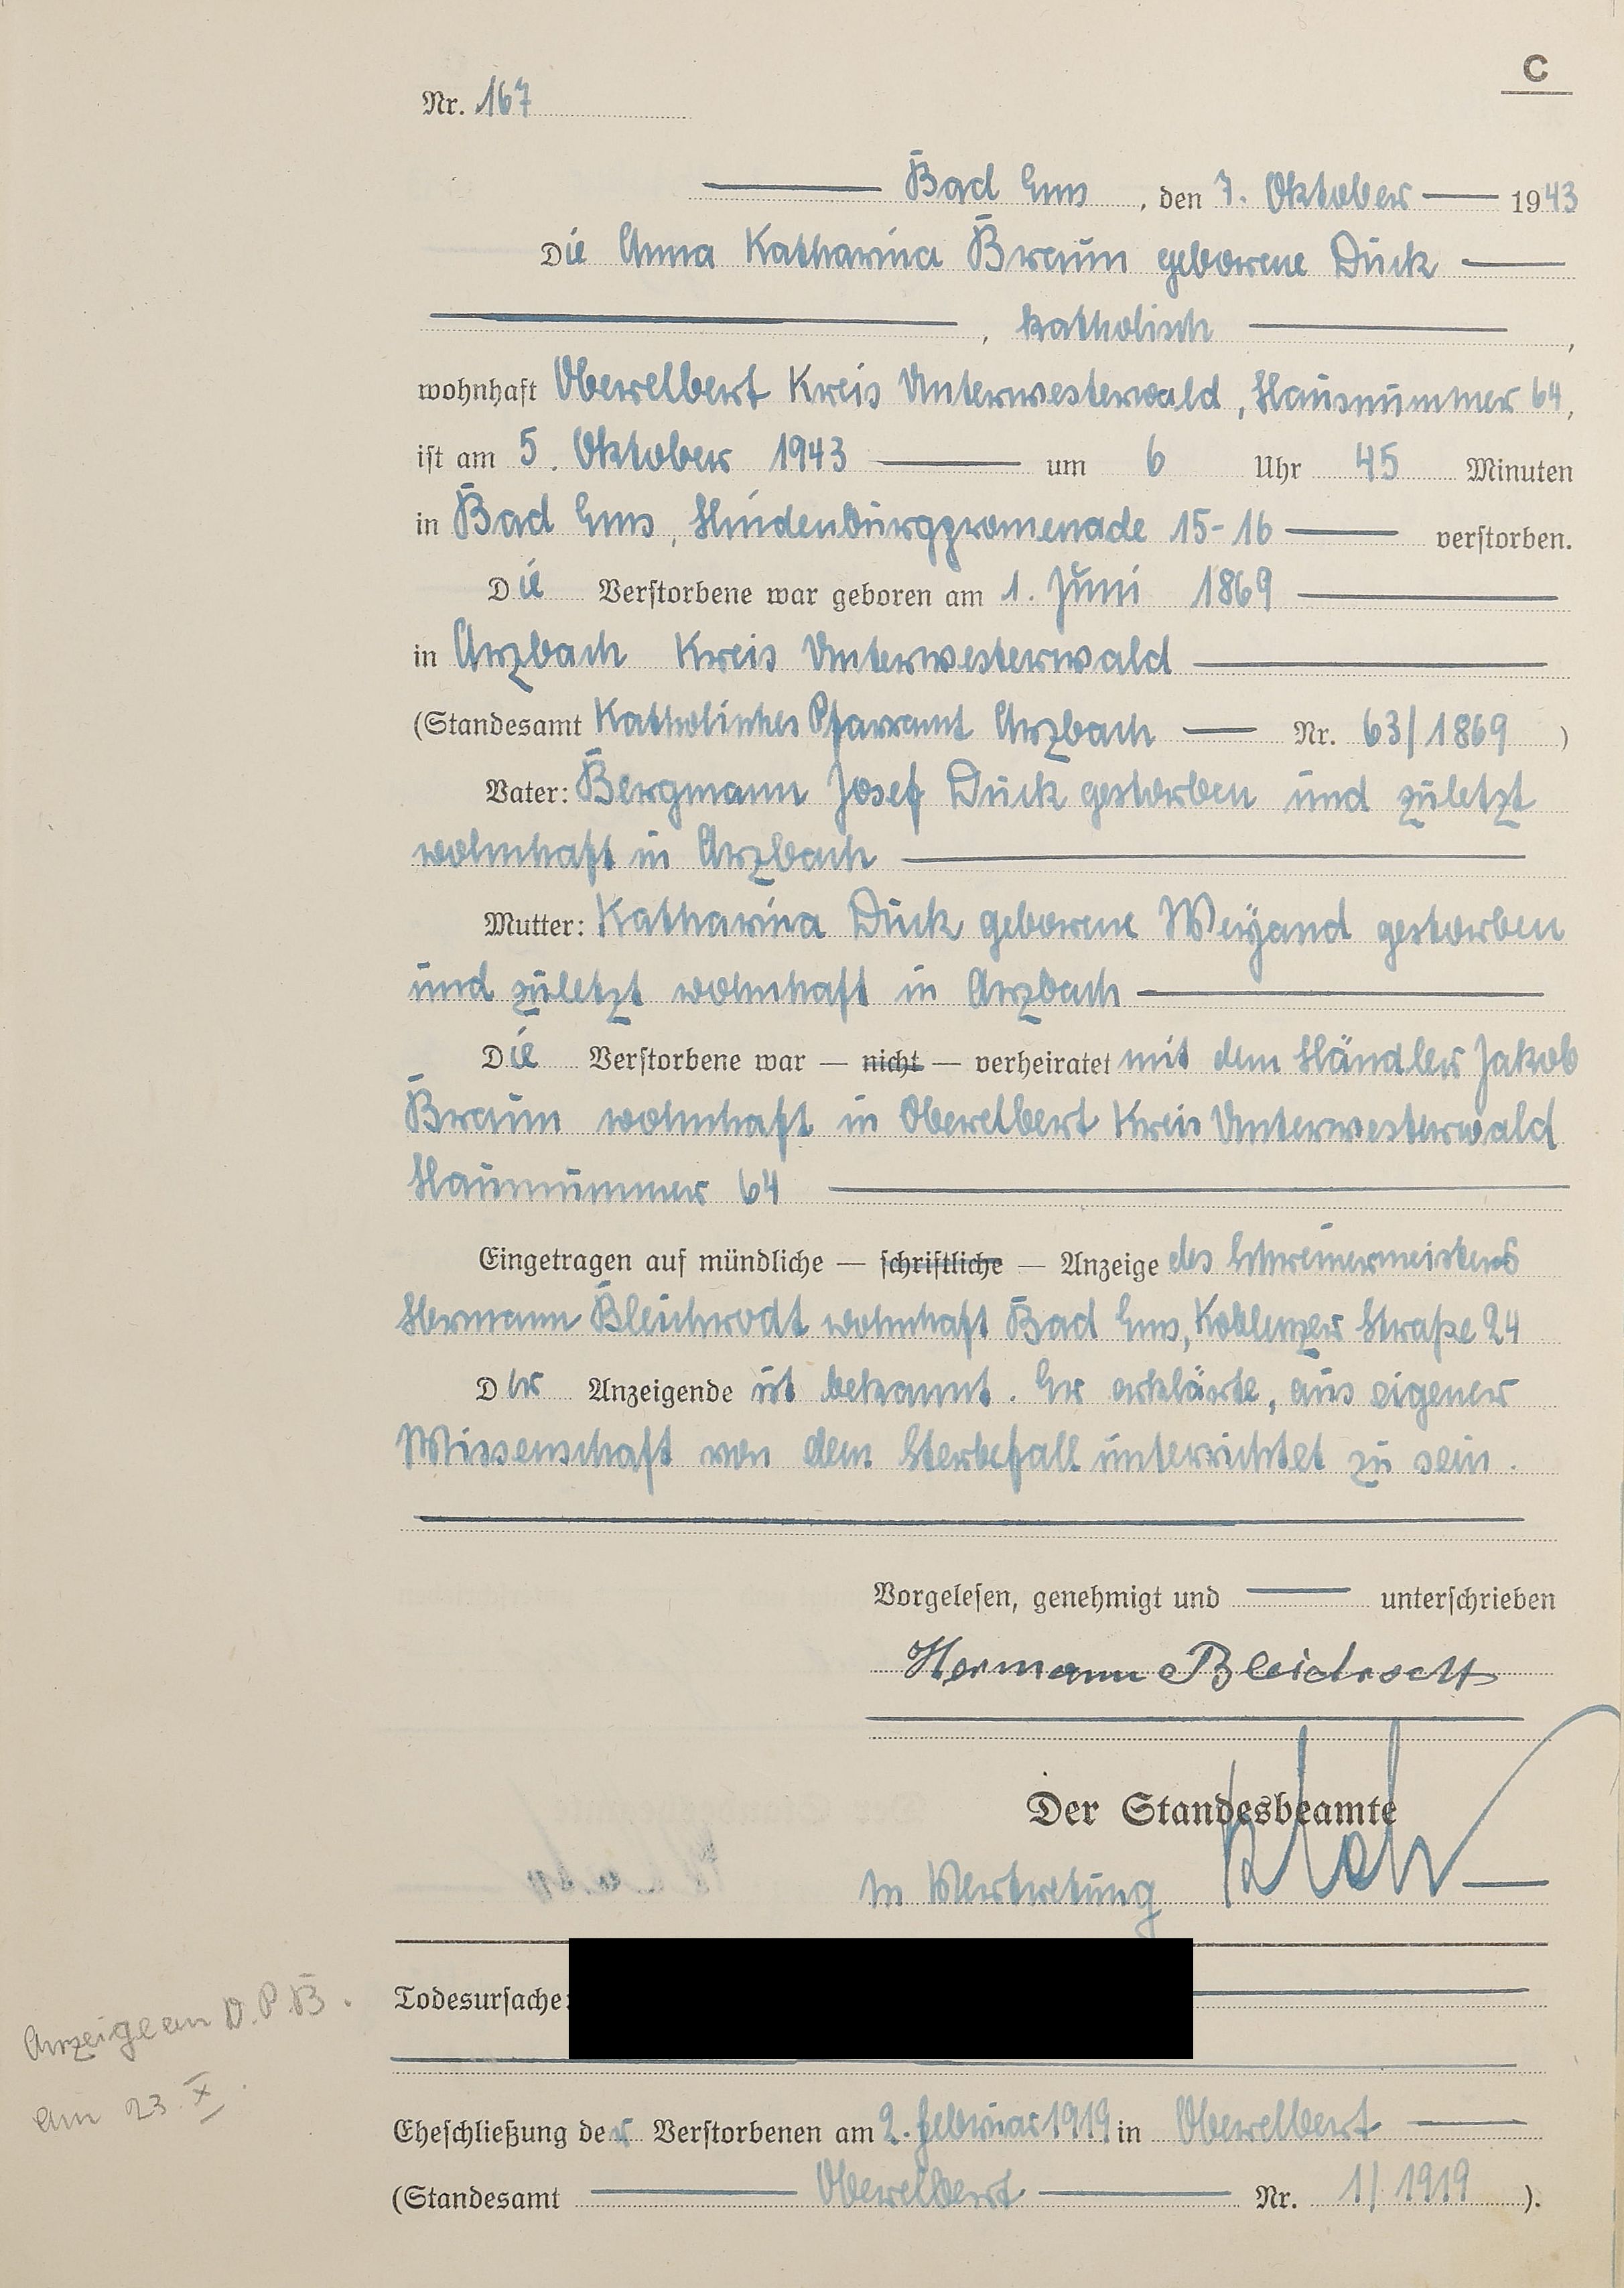 C
Nr. 167
Bad Ems, den 7. Oktober 1943
Die Anna Katharina Braun geborene Dück
, katholisch ,
wohnhaft Oberelbert Kreis Unterwesterwald, Hausnummer 64,
ist am 5. Oktober 1943 um 6 Uhr 45 Minuten
in Bad Ems, Hindenburgpromenade 15-16 verstorben.
Die Verstorbene war geboren am 1. Juni 1869
in Arzbach Kreis Unterwesterwald
(Standesamt Katholisches Pfarramt Arzbach — Nr. 63/1869 )
Vater: Bergmann Josef Dück gestorben und zuletzt
wohnhaft in Arzbach
Mutter: Katharina Dück geborene Weyand gestorben
und zuletzt wohnhaft in Arzbach
Die Verstorbene war — nicht — verheiratet mit dem Händler Jakob
Braun wohnhaft in Oberelbert Kreis Unterwesterwald
Hausnummer 64
Eingetragen auf mündliche — schriftliche — Anzeige des Schreinermeisters
Hermann Bleichrodt wohnhaft Bad Ems, Koblenzer Straße 24
Der Anzeigende ist bekannt. Er erklärte, aus eigener
Wissenschaft von dem Sterbefall unterrichtet zu sein.
Vorgelesen, genehmigt und unterschrieben
Hermann Bleichrodt
Der Standesbeamte
In Vertretung
Todesursache:
Anzeige an D.P.B.
am 23. X.
Eheschließung der Verstorbenen am 2. Februar 1919 in Oberelbert
(Standesamt Oberelbert Nr. 1/1919 ).